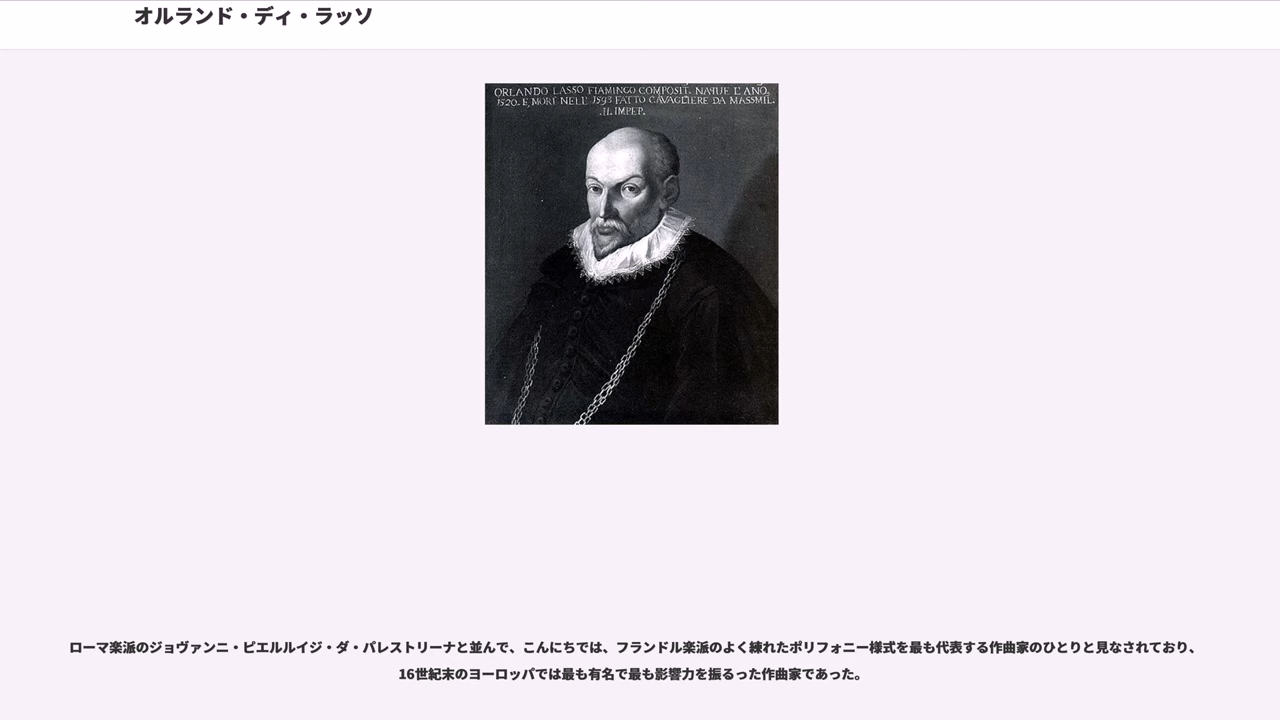 オルランド・ディ・ラッソ
ORLANDO LASSO FIAMINGO COMPOSIT. NATUE L' ANO.
1520. E, MORI NELL' 1593 FATTO CAVAGLIERE DA MASSMIL.
.II. IMPEP.
ローマ楽派のジョヴァンニ・ピエルルイジ・ダ・パレストリーナと並んで、こんにちでは、フランドル楽派のよく練れたポリフォニー様式を最も代表する作曲家のひとりと見なされており、
16世紀末のヨーロッパでは最も有名で最も影響力を振るった作曲家であった。